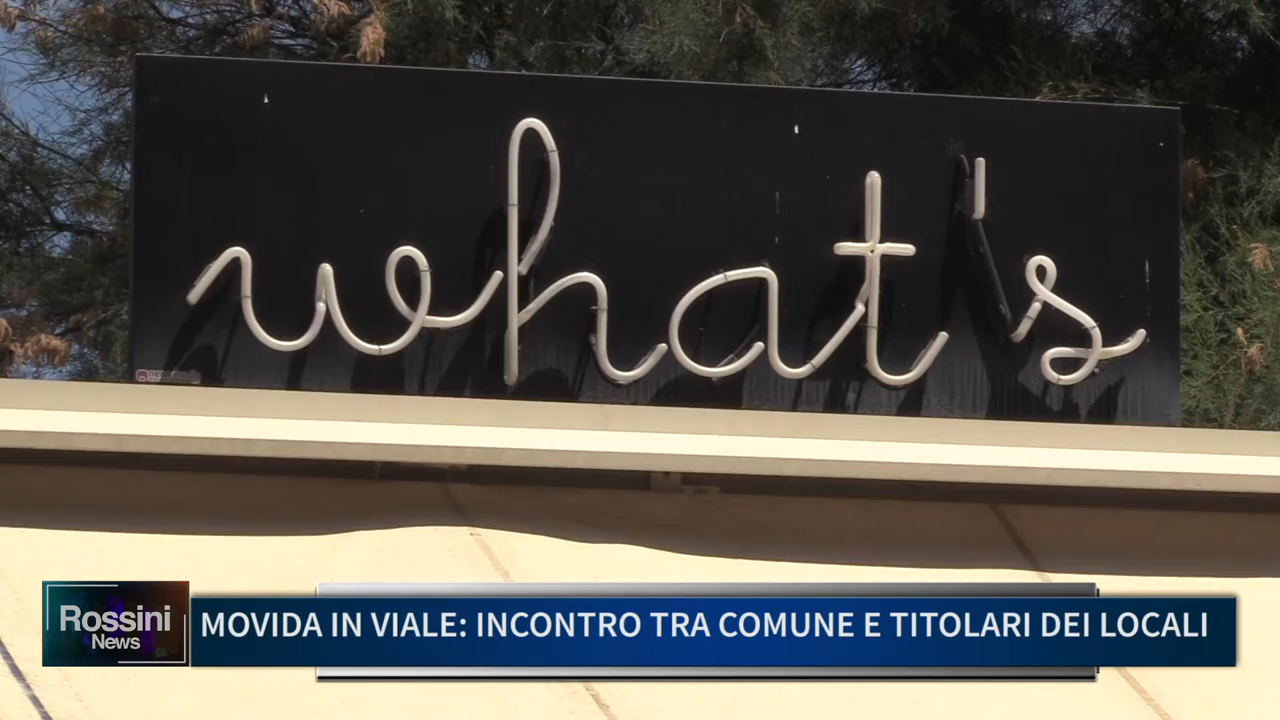 what's
Rossini
News
MOVIDA IN VIALE: INCONTRO TRA COMUNE E TITOLARI DEI LOCALI